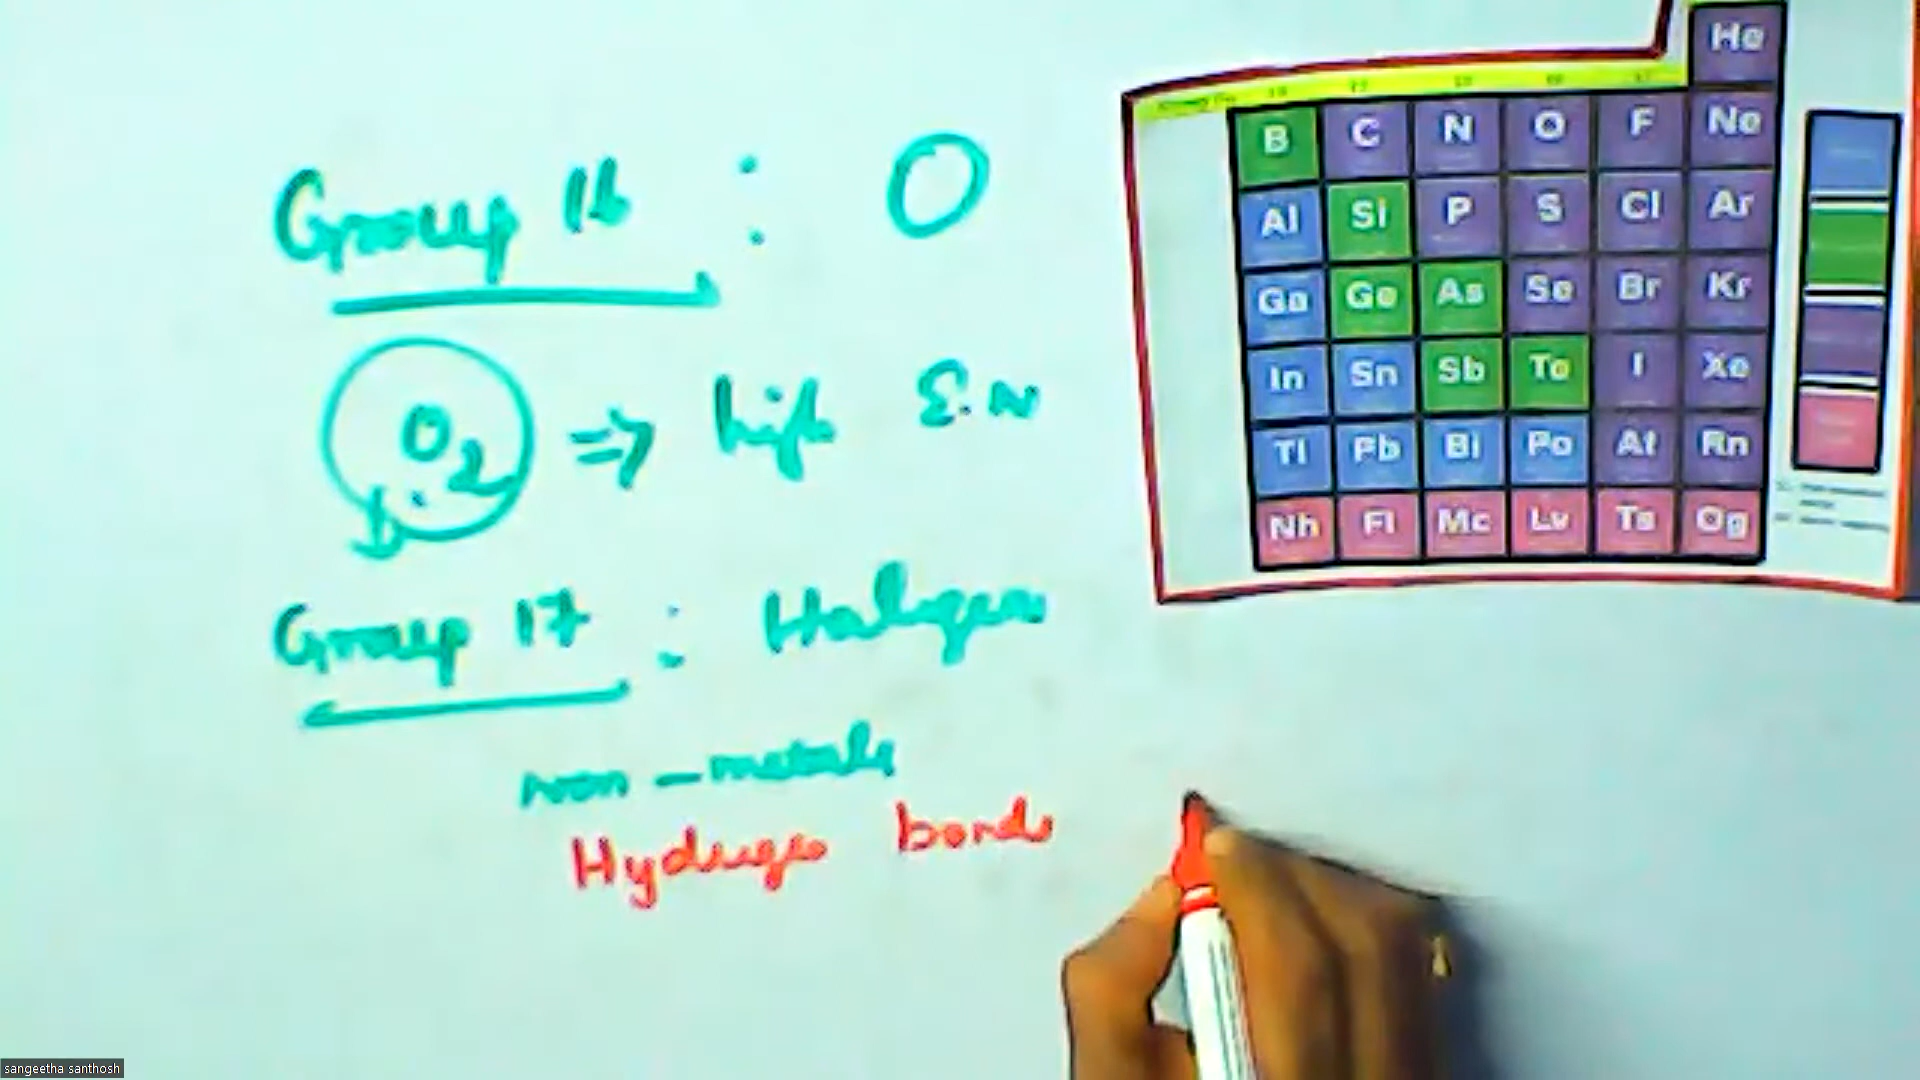 Group 16 : O
O2 => high E.N
Group 17 : Halogens
non-metals
Hydrogen bonds
He
B C N O F Ne
Al Si P S Cl Ar
Ga Ge As Se Br Kr
In Sn Sb Te I Xe
Tl Pb Bi Po At Rn
Nh Fl Mc Lv Ts Og
sangeetha santhosh